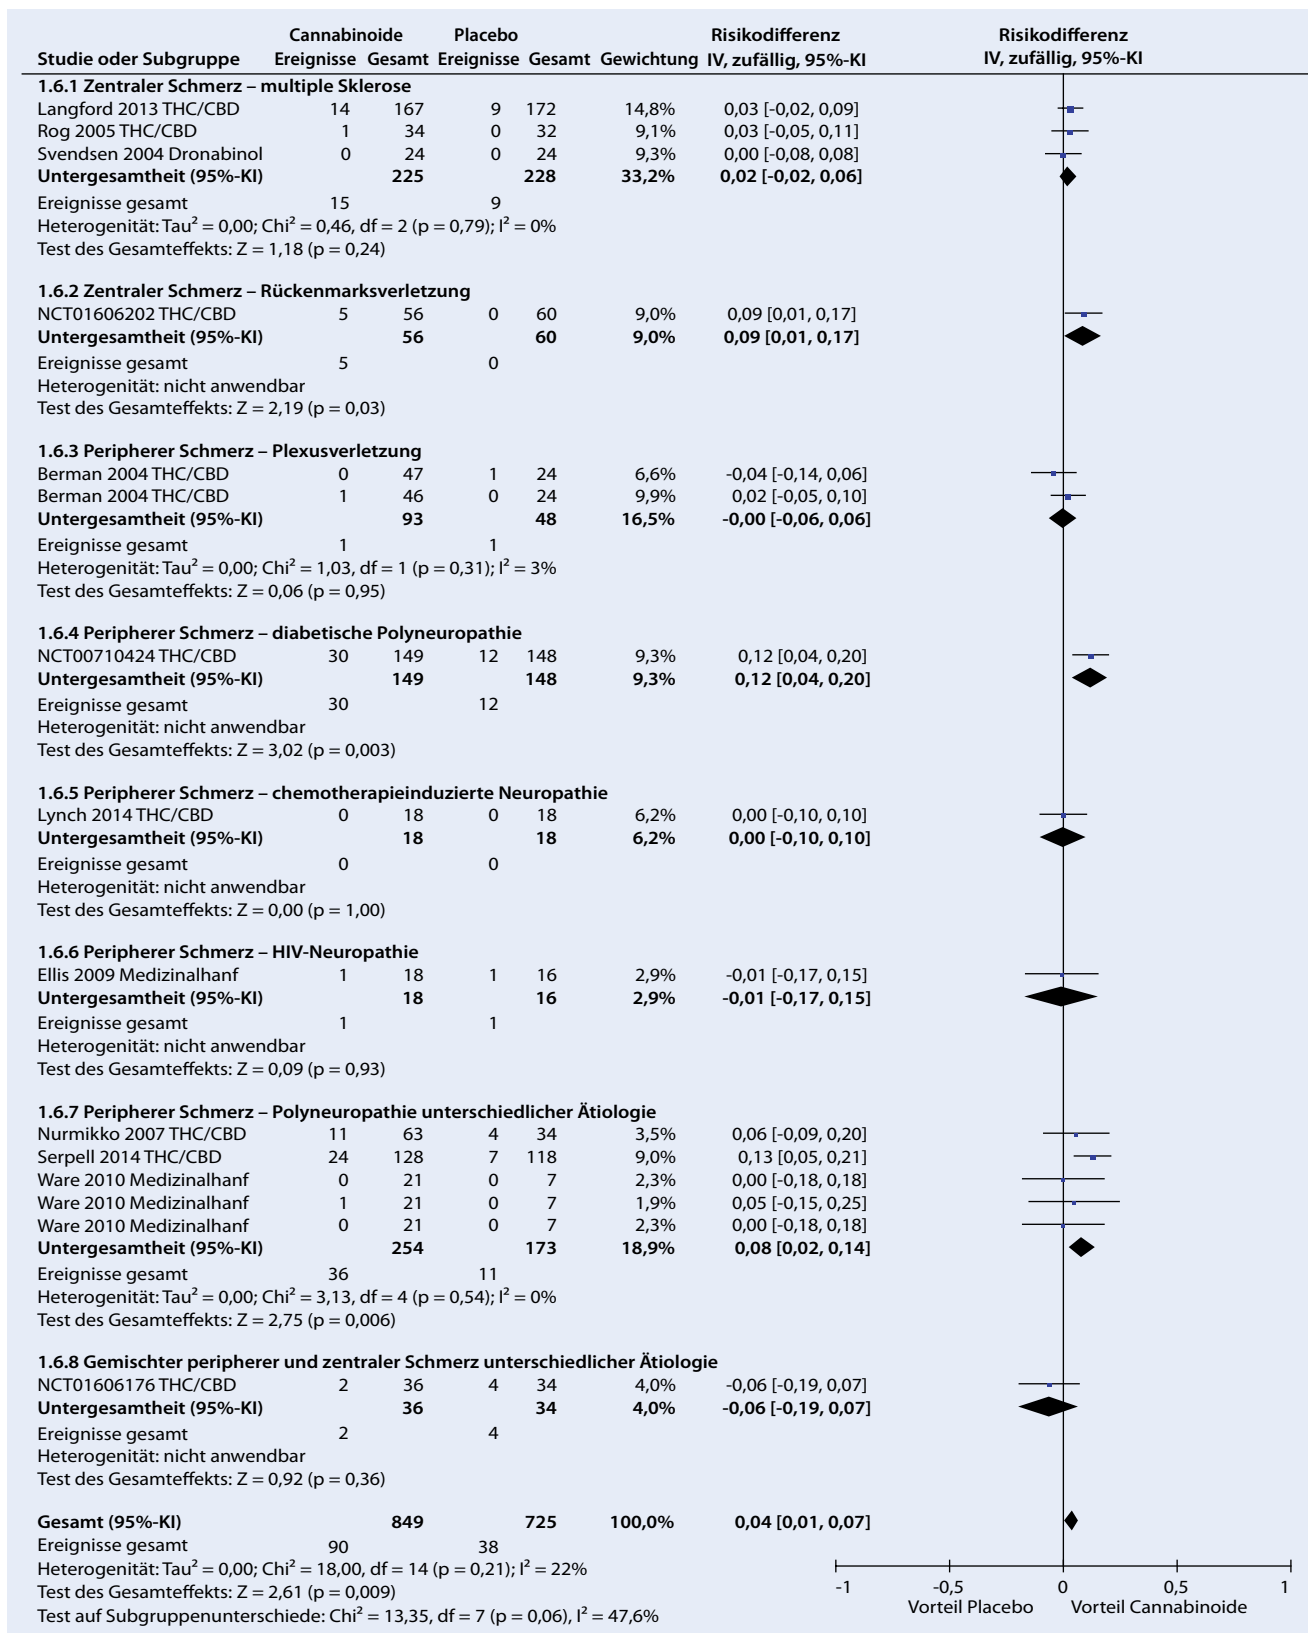 Cannabinoide Placebo Risikodifferenz Risikodifferenz
Studie oder Subgruppe Ereignisse Gesamt Ereignisse Gesamt Gewichtung IV, zufällig, 95%-KI IV, zufällig, 95%-KI
1.6.1 Zentraler Schmerz – multiple Sklerose
Langford 2013 THC/CBD 14 167 9 172 14,8% 0,03 [-0,02, 0,09]
Rog 2005 THC/CBD 1 34 0 32 9,1% 0,03 [-0,05, 0,11]
Svendsen 2004 Dronabinol 0 24 0 24 9,3% 0,00 [-0,08, 0,08]
Untergesamtheit (95%-KI) 225 228 33,2% 0,02 [-0,02, 0,06]
Ereignisse gesamt 15 9
Heterogenität: Tau² = 0,00; Chi² = 0,46, df = 2 (p = 0,79); I² = 0%
Test des Gesamteffekts: Z = 1,18 (p = 0,24)
1.6.2 Zentraler Schmerz – Rückenmarksverletzung
NCT01606202 THC/CBD 5 56 0 60 9,0% 0,09 [0,01, 0,17]
Untergesamtheit (95%-KI) 56 60 9,0% 0,09 [0,01, 0,17]
Ereignisse gesamt 5 0
Heterogenität: nicht anwendbar
Test des Gesamteffekts: Z = 2,19 (p = 0,03)
1.6.3 Peripherer Schmerz – Plexusverletzung
Berman 2004 THC/CBD 0 47 1 24 6,6% -0,04 [-0,14, 0,06]
Berman 2004 THC/CBD 1 46 0 24 9,9% 0,02 [-0,05, 0,10]
Untergesamtheit (95%-KI) 93 48 16,5% -0,00 [-0,06, 0,06]
Ereignisse gesamt 1 1
Heterogenität: Tau² = 0,00; Chi² = 1,03, df = 1 (p = 0,31); I² = 3%
Test des Gesamteffekts: Z = 0,06 (p = 0,95)
1.6.4 Peripherer Schmerz – diabetische Polyneuropathie
NCT00710424 THC/CBD 30 149 12 148 9,3% 0,12 [0,04, 0,20]
Untergesamtheit (95%-KI) 149 148 9,3% 0,12 [0,04, 0,20]
Ereignisse gesamt 30 12
Heterogenität: nicht anwendbar
Test des Gesamteffekts: Z = 3,02 (p = 0,003)
1.6.5 Peripherer Schmerz – chemotherapieinduzierte Neuropathie
Lynch 2014 THC/CBD 0 18 0 18 6,2% 0,00 [-0,10, 0,10]
Untergesamtheit (95%-KI) 18 18 6,2% 0,00 [-0,10, 0,10]
Ereignisse gesamt 0 0
Heterogenität: nicht anwendbar
Test des Gesamteffekts: Z = 0,00 (p = 1,00)
1.6.6 Peripherer Schmerz – HIV-Neuropathie
Ellis 2009 Medizinalhanf 1 18 1 16 2,9% -0,01 [-0,17, 0,15]
Untergesamtheit (95%-KI) 18 16 2,9% -0,01 [-0,17, 0,15]
Ereignisse gesamt 1 1
Heterogenität: nicht anwendbar
Test des Gesamteffekts: Z = 0,09 (p = 0,93)
1.6.7 Peripherer Schmerz – Polyneuropathie unterschiedlicher Ätiologie
Nurmikko 2007 THC/CBD 11 63 4 34 3,5% 0,06 [-0,09, 0,20]
Serpell 2014 THC/CBD 24 128 7 118 9,0% 0,13 [0,05, 0,21]
Ware 2010 Medizinalhanf 0 21 0 7 2,3% 0,00 [-0,18, 0,18]
Ware 2010 Medizinalhanf 1 21 0 7 1,9% 0,05 [-0,15, 0,25]
Ware 2010 Medizinalhanf 0 21 0 7 2,3% 0,00 [-0,18, 0,18]
Untergesamtheit (95%-KI) 254 173 18,9% 0,08 [0,02, 0,14]
Ereignisse gesamt 36 11
Heterogenität: Tau² = 0,00; Chi² = 3,13, df = 4 (p = 0,54); I² = 0%
Test des Gesamteffekts: Z = 2,75 (p = 0,006)
1.6.8 Gemischter peripherer und zentraler Schmerz unterschiedlicher Ätiologie
NCT01606176 THC/CBD 2 36 4 34 4,0% -0,06 [-0,19, 0,07]
Untergesamtheit (95%-KI) 36 34 4,0% -0,06 [-0,19, 0,07]
Ereignisse gesamt 2 4
Heterogenität: nicht anwendbar
Test des Gesamteffekts: Z = 0,92 (p = 0,36)
Gesamt (95%-KI) 849 725 100,0% 0,04 [0,01, 0,07]
Ereignisse gesamt 90 38
Heterogenität: Tau² = 0,00; Chi² = 18,00, df = 14 (p = 0,21); I² = 22%
Test des Gesamteffekts: Z = 2,61 (p = 0,009)
Test auf Subgruppenunterschiede: Chi² = 13,35, df = 7 (p = 0,06), I² = 47,6%
-1 -0,5 0 0,5 1
Vorteil Placebo Vorteil Cannabinoide